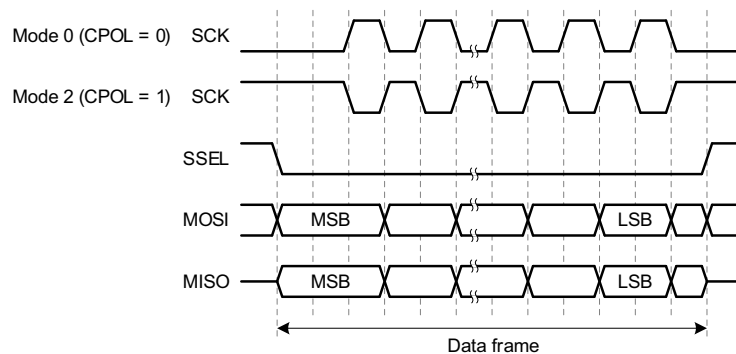 Mode 0 (CPOL = 0) SCK
Mode 2 (CPOL = 1) SCK
SSEL
MOSI MSB LSB
MISO MSB LSB
Data frame